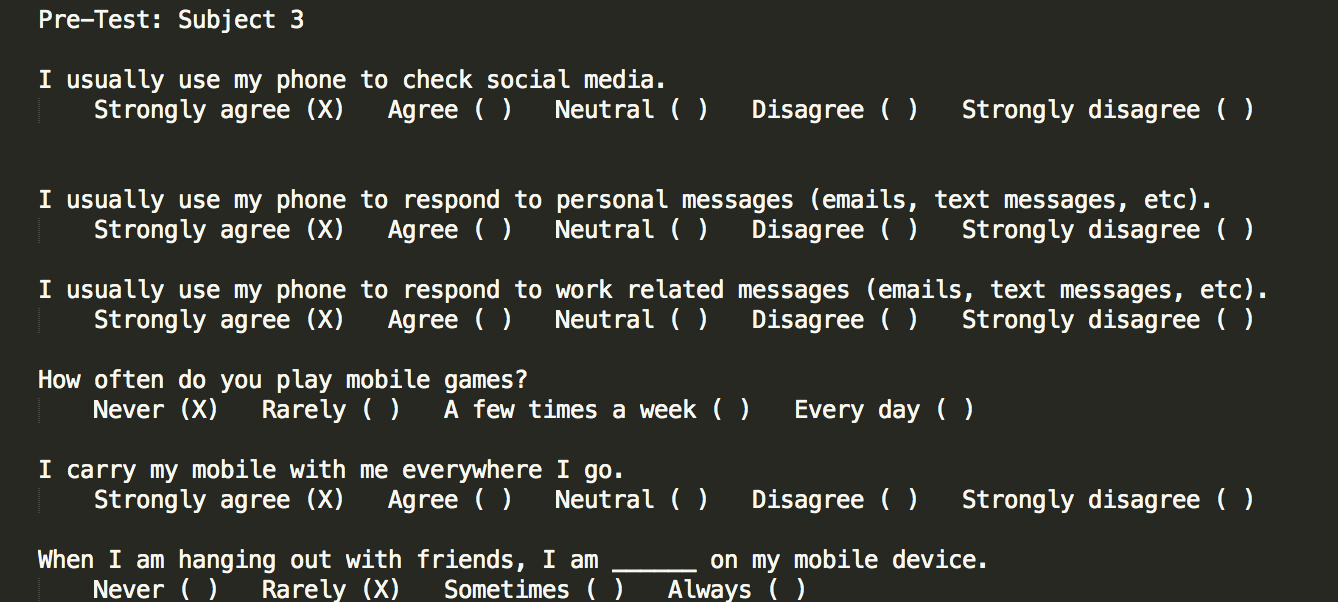 Pre-Test: Subject 3
I usually use my phone to check social media.
Strongly agree (X)   Agree ( )   Neutral ( )   Disagree ( )   Strongly disagree ( )
I usually use my phone to respond to personal messages (emails, text messages, etc).
Strongly agree (X)   Agree ( )   Neutral ( )   Disagree ( )   Strongly disagree ( )
I usually use my phone to respond to work related messages (emails, text messages, etc).
Strongly agree (X)   Agree ( )   Neutral ( )   Disagree ( )   Strongly disagree ( )
How often do you play mobile games?
Never (X)   Rarely ( )   A few times a week ( )   Every day ( )
I carry my mobile with me everywhere I go.
Strongly agree (X)   Agree ( )   Neutral ( )   Disagree ( )   Strongly disagree ( )
When I am hanging out with friends, I am ______ on my mobile device.
Never ( )   Rarely (X)   Sometimes ( )   Always ( )